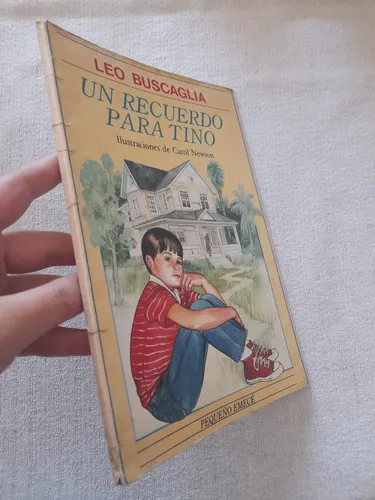 LEO BUSCAGLIA
UN RECUERDO
PARA TINO
Ilustraciones de Carol Newsom
PEQUEÑO EMECÉ